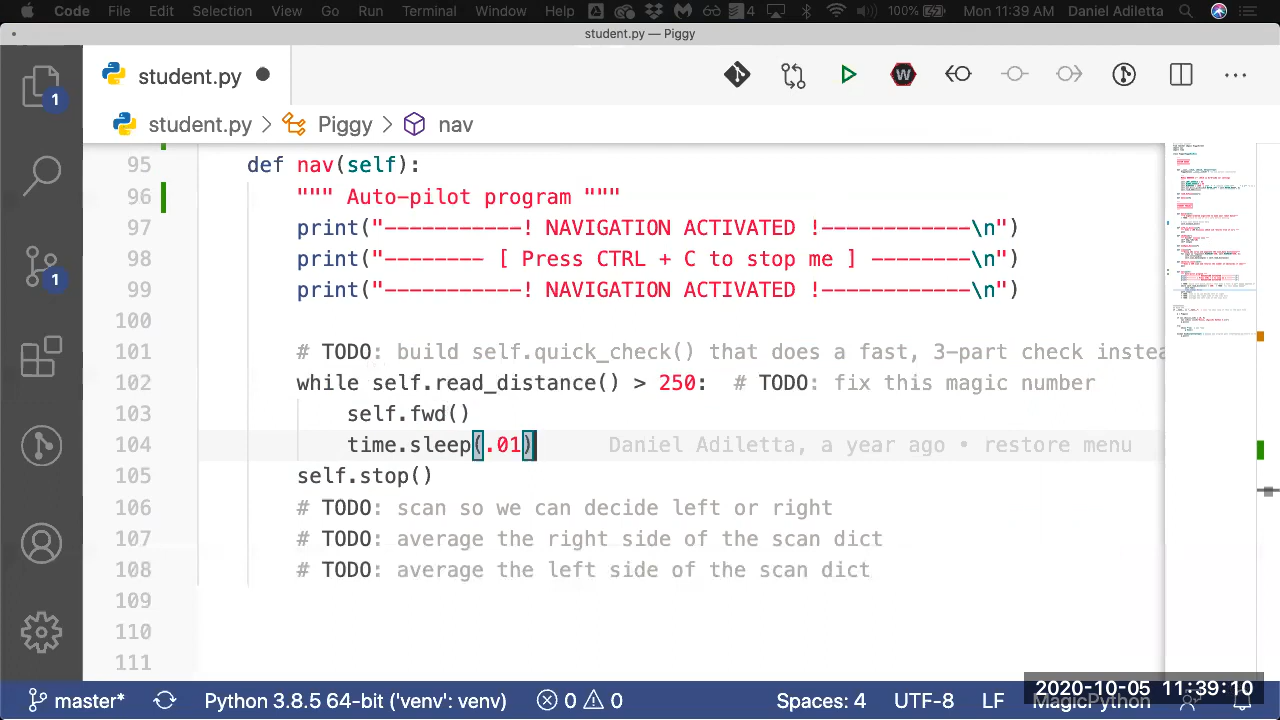 Code File Edit Selection View Go Run Terminal Window Help 4 100% Mon 11:39 AM Daniel Adiletta
student.py — Piggy
student.py
student.py > Piggy > nav
1
1
95 def nav(self):
96 """ Auto-pilot program """
97 print("-----------! NAVIGATION ACTIVATED !------------\n")
98 print("-------- [ Press CTRL + C to stop me ] --------\n")
99 print("-----------! NAVIGATION ACTIVATED !------------\n")
100
101 # TODO: build self.quick_check() that does a fast, 3-part check instea
102 while self.read_distance() > 250: # TODO: fix this magic number
103 self.fwd()
104 time.sleep(.01) Daniel Adiletta, a year ago • restore menu
105 self.stop()
106 # TODO: scan so we can decide left or right
107 # TODO: average the right side of the scan dict
108 # TODO: average the left side of the scan dict
109
110
111
master* Python 3.8.5 64-bit ('venv': venv) 0 0 Spaces: 4 UTF-8 LF MagicPython
2020-10-05 11:39:10